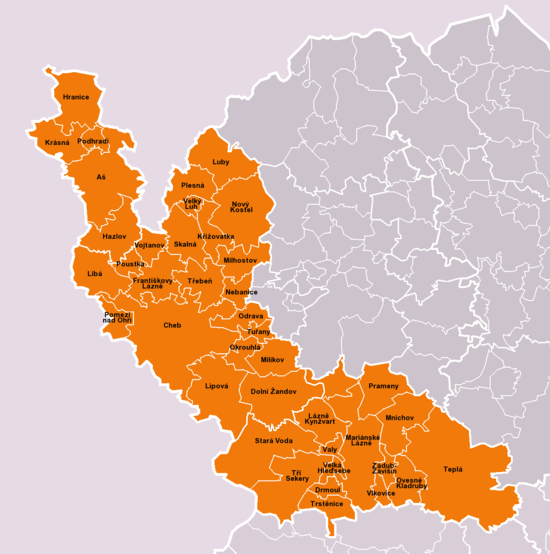 Hranice
Krásná
Podhradí
Aš
Luby
Plesná
Velký
Luh
Nový
Kostel
Hazlov
Vojtanov
Skalná
Křižovatka
Milhostov
Poustka
Libá
Františkovy
Lázně
Třebeň
Nebanice
Pomezí
nad Ohří
Cheb
Odrava
Tuřany
Okrouhlá
Milíkov
Lipová
Dolní Žandov
Prameny
Lázně
Kynžvart
Mnichov
Stará Voda
Mariánské
Lázně
Valy
Tři
Sekery
Velká
Hleďsebe
Zádub-
Závišín
Teplá
Ovesné
Kladruby
Drmoul
Vlkovice
Trstěnice